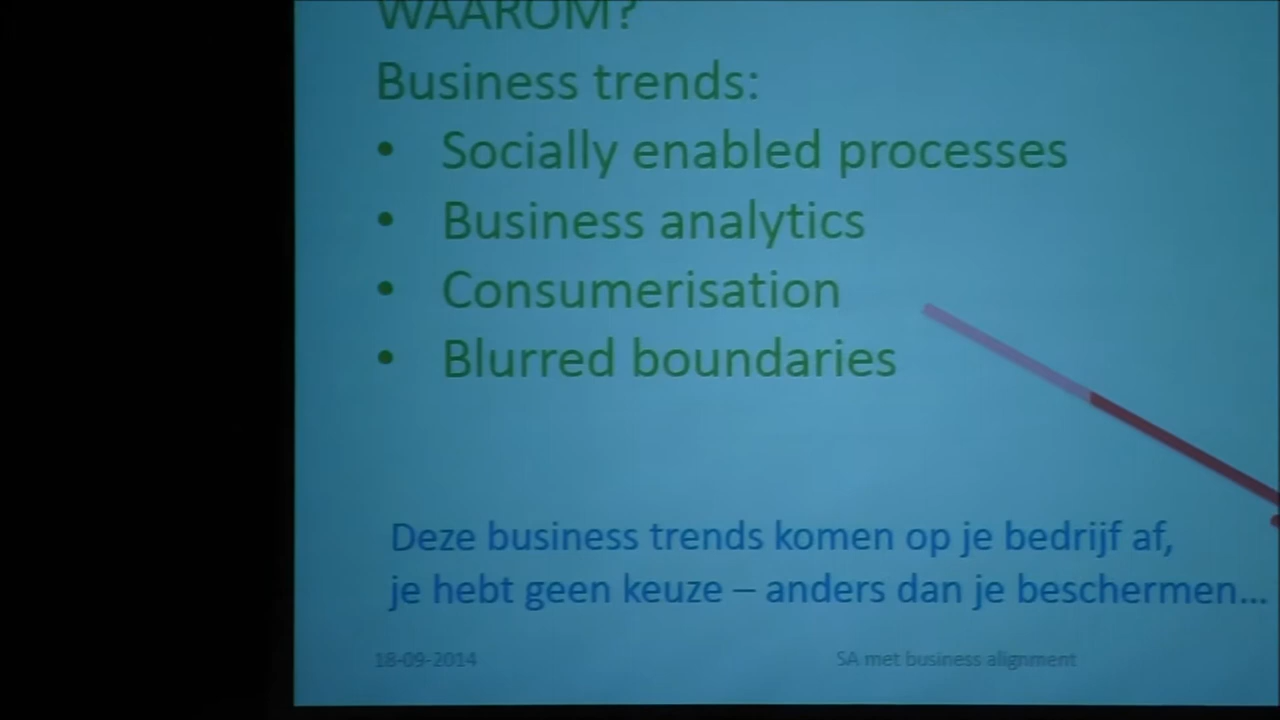 WAAROM?
Business trends:
• Socially enabled processes
• Business analytics
• Consumerisation
• Blurred boundaries
Deze business trends komen op je bedrijf af,
je hebt geen keuze – anders dan je beschermen...
18-09-2014 SA met business alignment